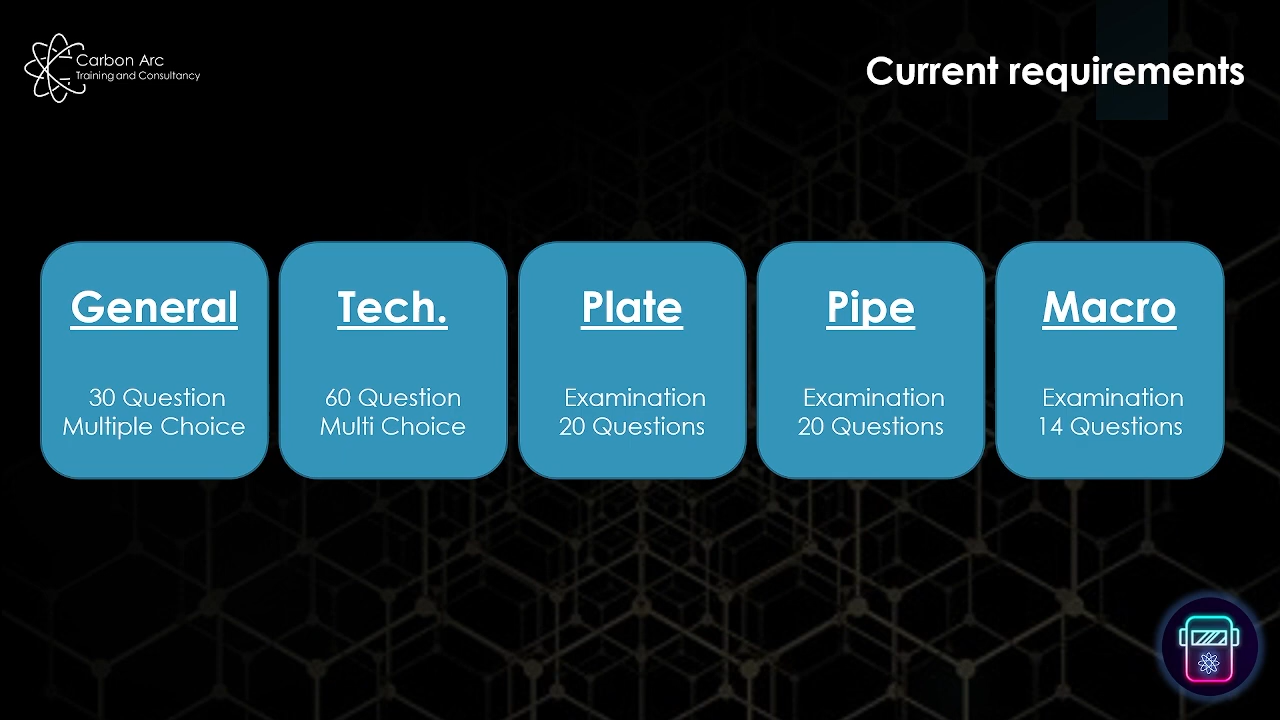 Carbon Arc
Training and Consultancy
Current requirements
General
30 Question
Multiple Choice
Tech.
60 Question
Multi Choice
Plate
Examination
20 Questions
Pipe
Examination
20 Questions
Macro
Examination
14 Questions